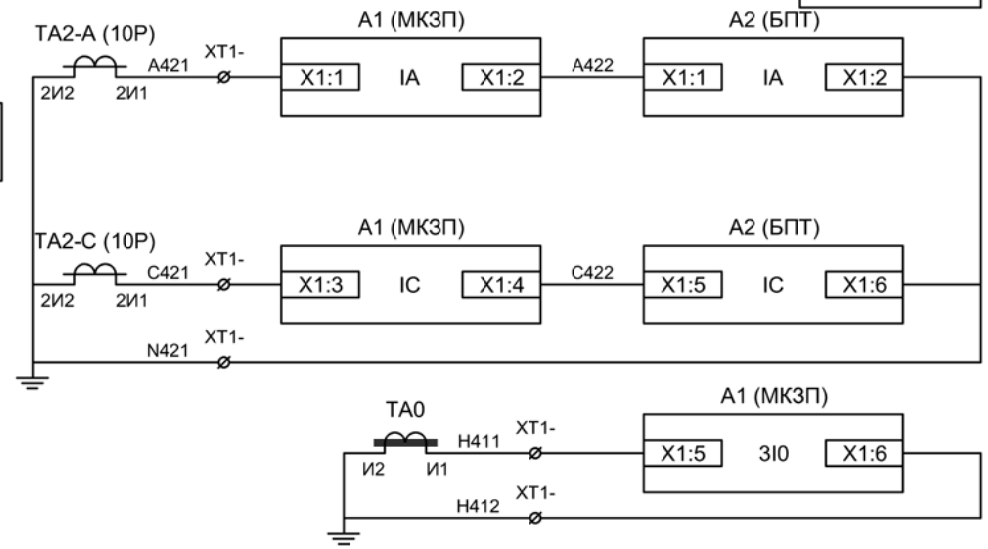 A1 (МКЗП)
A2 (БПТ)
TA2-A (10P)
A421
XT1-
X1:1
IA
X1:2
A422
X1:1
IA
X1:2
2И2
2И1
A1 (МКЗП)
A2 (БПТ)
TA2-C (10P)
C421
XT1-
X1:3
IC
X1:4
C422
X1:5
IC
X1:6
2И2
2И1
N421
XT1-
A1 (МКЗП)
TA0
H411
XT1-
X1:5
3I0
X1:6
И2
И1
H412
XT1-